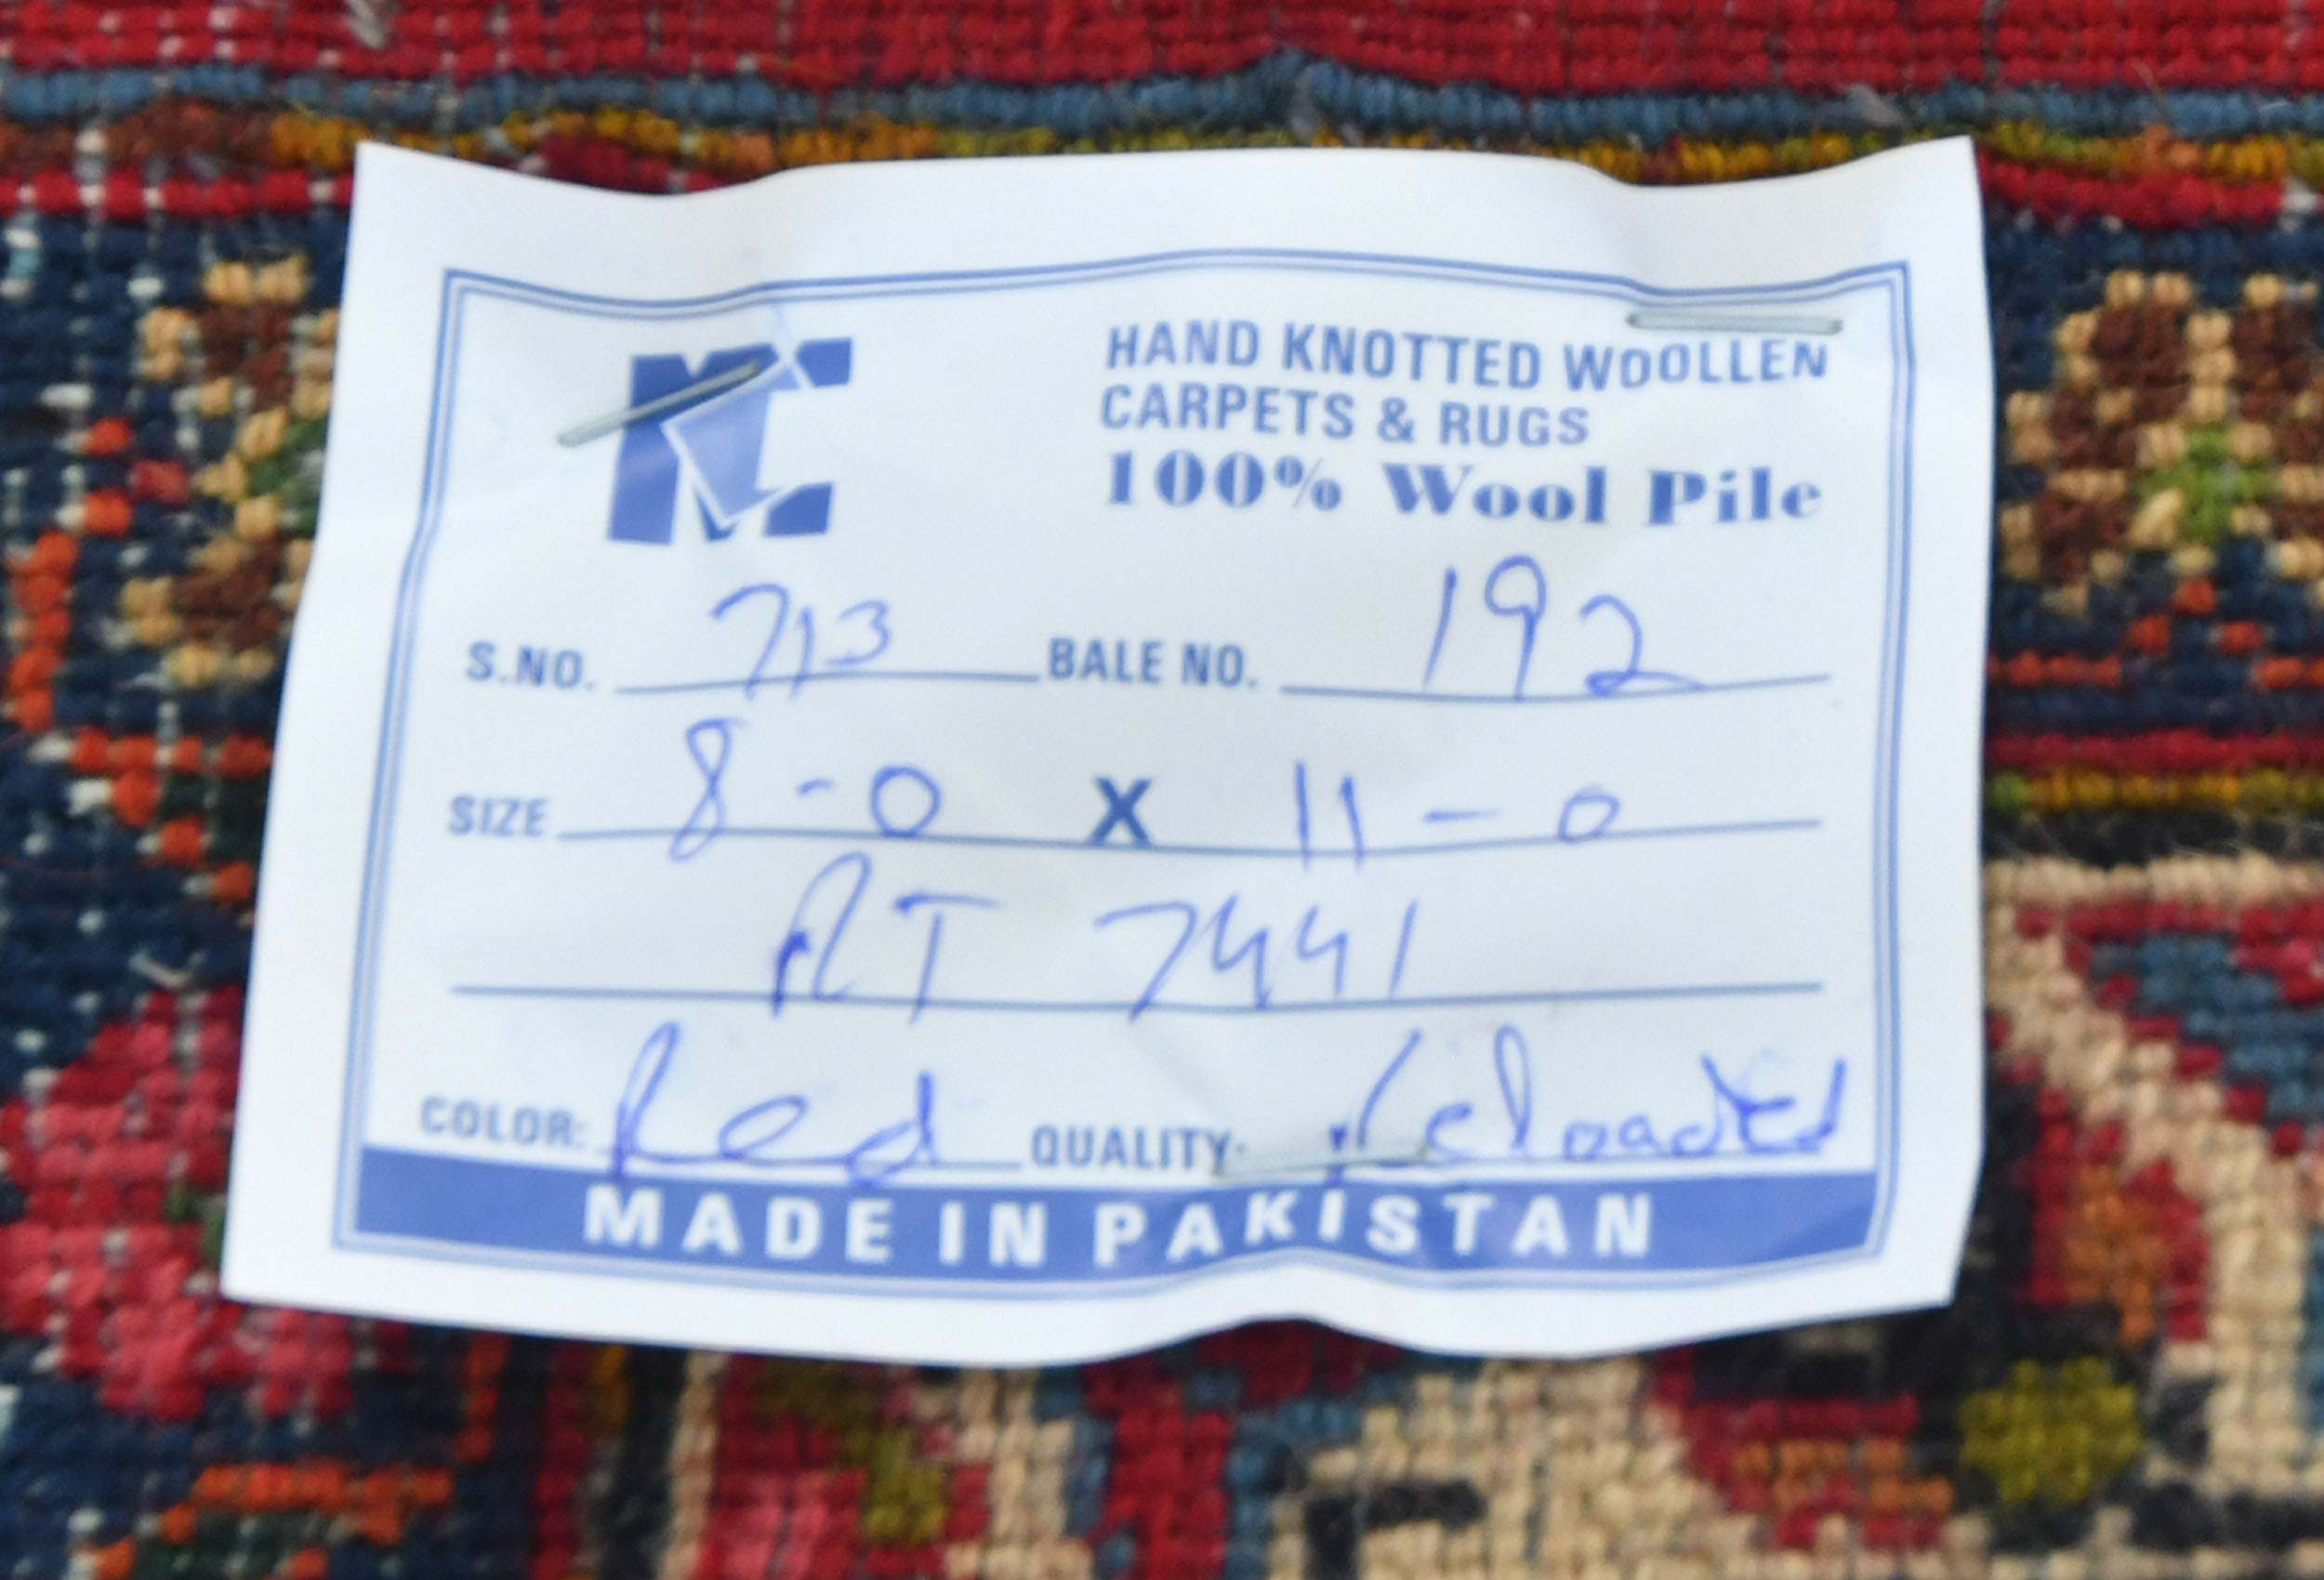 HAND KNOTTED WOOLLEN
CARPETS & RUGS
100% Wool Pile
S.NO. 713 BALE NO. 192
SIZE 8-0 X 11-0
RT 7441
COLOR: Red QUALITY: reloaded
MADE IN PAKISTAN